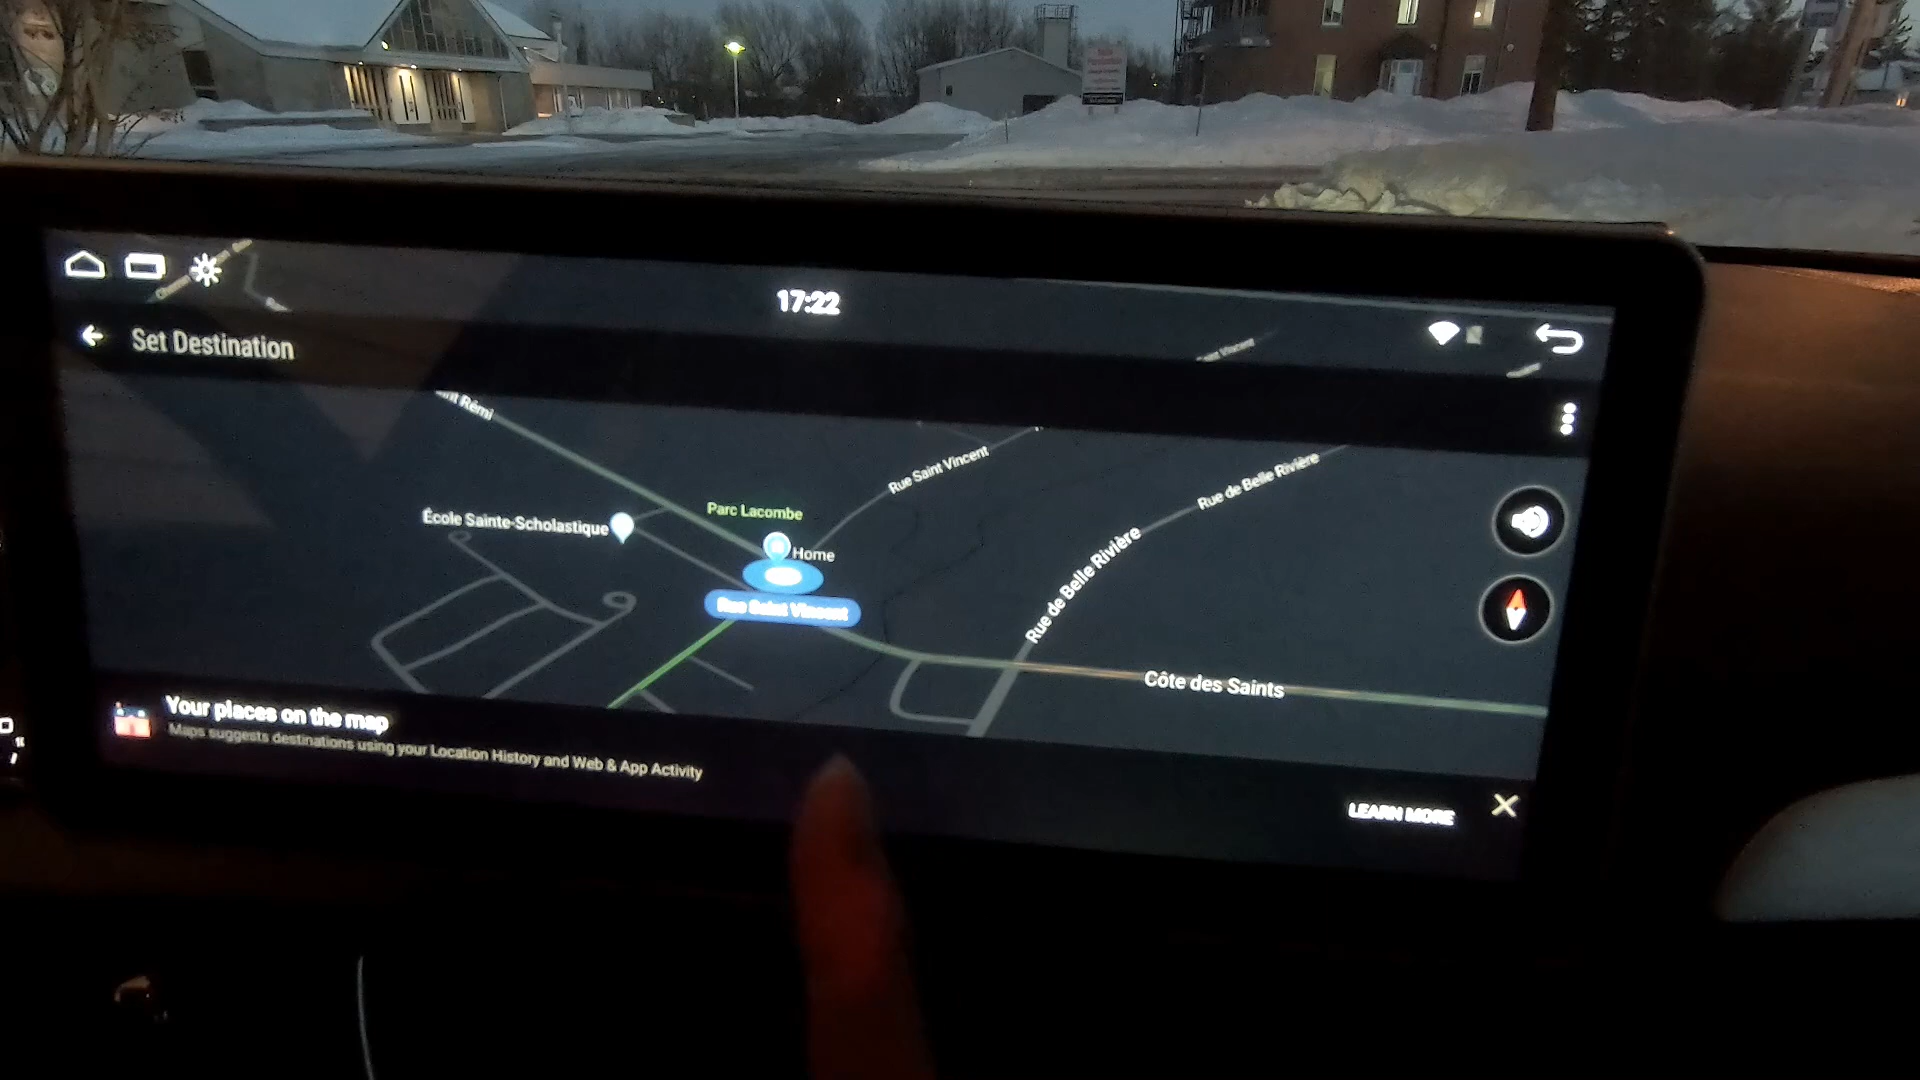 17:22
Set Destination
Rue Saint Vincent
Rue de Belle Rivière
École Sainte-Scholastique
Parc Lacombe
Home
Rue Saint Vincent
Rue de Belle Rivière
Côte des Saints
Your places on the map
Maps suggests destinations using your Location History and Web & App Activity
LEARN MORE